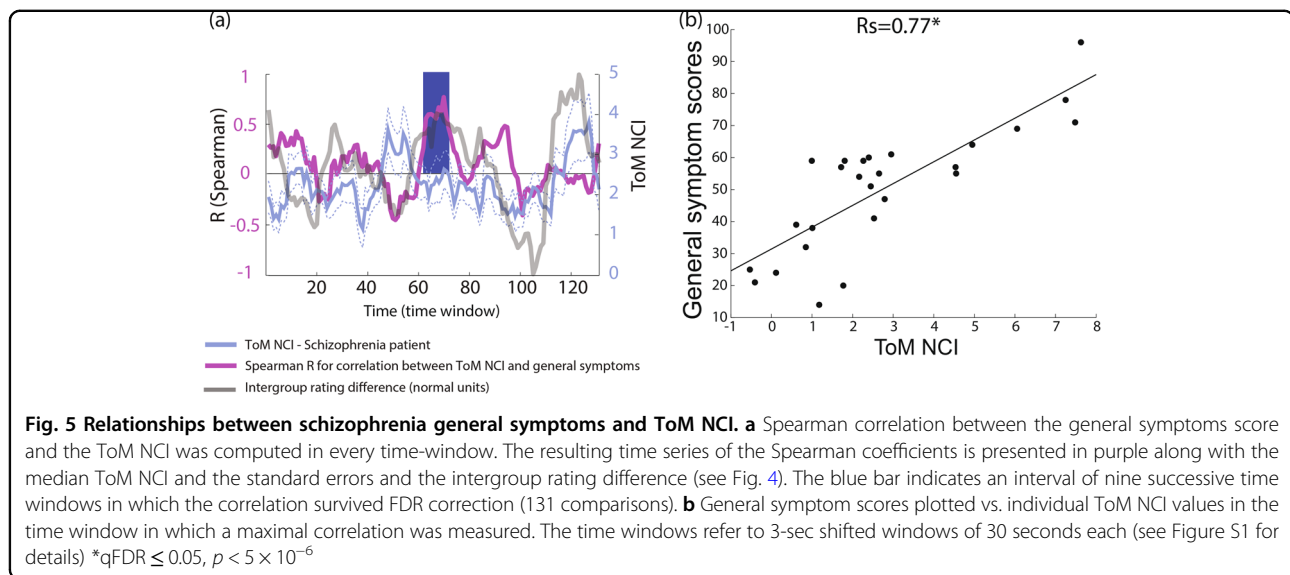 (a)
R (Spearman)
1
0.5
0
-0.5
-1
20 40 60 80 100 120
Time (time window)
5
4
3
2
1
0
ToM NCI
ToM NCI - Schizophrenia patient
Spearman R for correlation between ToM NCI and general symptoms
Intergroup rating difference (normal units)
(b)
Rs=0.77*
General symptom scores
100
90
80
70
60
50
40
30
20
10
-1 0 1 2 3 4 5 6 7 8
ToM NCI
Fig. 5 Relationships between schizophrenia general symptoms and ToM NCI. a Spearman correlation between the general symptoms score
and the ToM NCI was computed in every time-window. The resulting time series of the Spearman coefficients is presented in purple along with the
median ToM NCI and the standard errors and the intergroup rating difference (see Fig. 4). The blue bar indicates an interval of nine successive time
windows in which the correlation survived FDR correction (131 comparisons). b General symptom scores plotted vs. individual ToM NCI values in the
time window in which a maximal correlation was measured. The time windows refer to 3-sec shifted windows of 30 seconds each (see Figure S1 for
details) *qFDR ≤ 0.05, p < 5 × 10⁻⁶